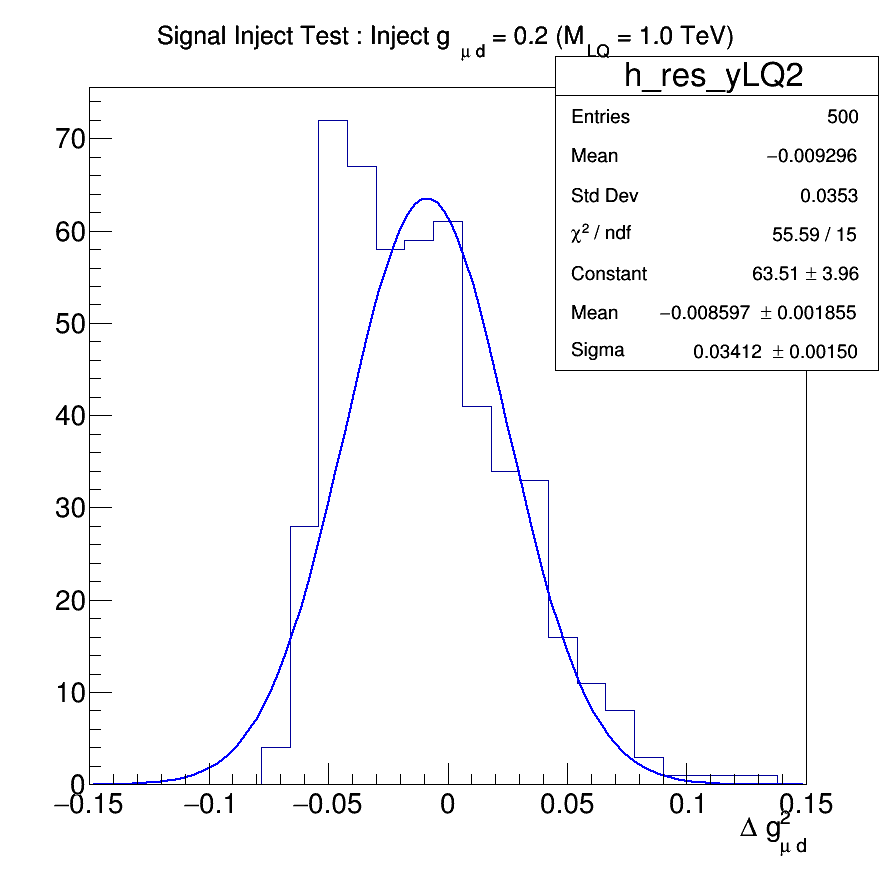 Signal Inject Test : Inject g μ d = 0.2 (M LQ = 1.0 TeV)
h_res_yLQ2
Entries 500
Mean −0.009296
Std Dev 0.0353
χ² / ndf 55.59 / 15
Constant 63.51 ± 3.96
Mean −0.008597 ± 0.001855
Sigma 0.03412 ± 0.00150
70
60
50
40
30
20
10
0
−0.15 −0.1 −0.05 0 0.05 0.1 0.15
Δ g²μ d